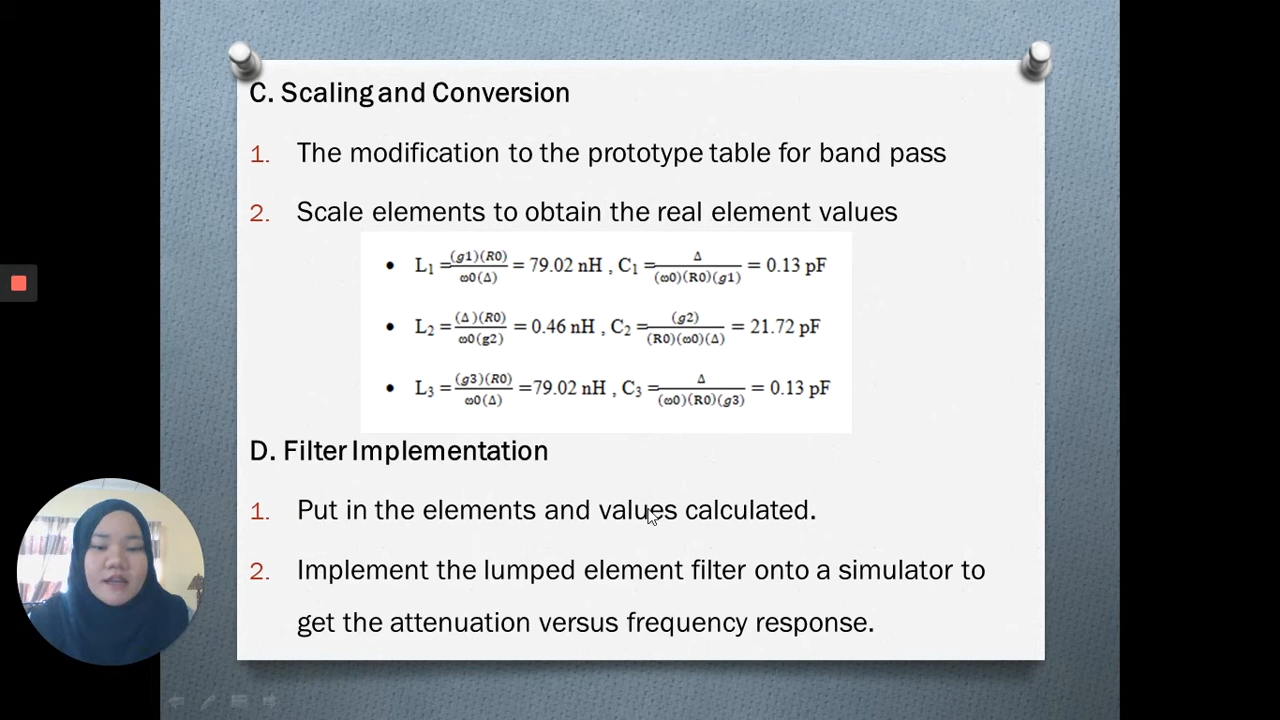 C. Scaling and Conversion
1. The modification to the prototype table for band pass
2. Scale elements to obtain the real element values
• L₁ = (g1)(R0) / ω0(Δ) = 79.02 nH , C₁ = Δ / (ω0)(R0)(g1) = 0.13 pF
• L₂ = (Δ)(R0) / ω0(g2) = 0.46 nH , C₂ = (g2) / (R0)(ω0)(Δ) = 21.72 pF
• L₃ = (g3)(R0) / ω0(Δ) =79.02 nH , C₃ = Δ / (ω0)(R0)(g3) = 0.13 pF
D. Filter Implementation
1. Put in the elements and values calculated.
2. Implement the lumped element filter onto a simulator to
get the attenuation versus frequency response.